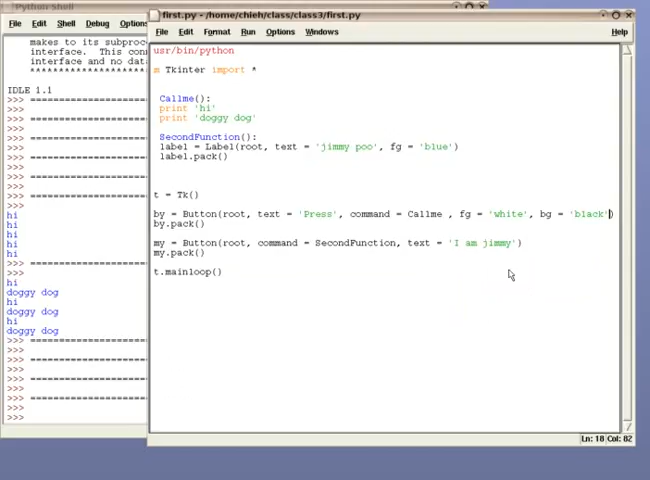 Python Shell
File Edit Shell Debug Options
makes to its subproc
interface. This con
interface and no dat
****************
IDLE 1.1
>>> ================
>>>
>>> ================
>>>
>>> ================
>>>
>>> ================
>>>
>>> ================
>>>
>>> ================
>>>
hi
hi
hi
hi
hi
>>> ================
>>>
hi
doggy dog
hi
doggy dog
hi
doggy dog
>>> ================
>>>
>>> ================
>>>
>>> ================
>>>
>>> ================
>>>
>>>
first.py - /home/chieh/class/class3/first.py
File Edit Format Run Options Windows Help
usr/bin/python
m Tkinter import *
Callme():
print 'hi'
print 'doggy dog'
SecondFunction():
label = Label(root, text = 'jimmy poo', fg = 'blue')
label.pack()
t = Tk()
by = Button(root, text = 'Press', command = Callme , fg = 'white', bg = 'black')
by.pack()
my = Button(root, command = SecondFunction, text = 'I am jimmy')
my.pack()
t.mainloop()
Ln: 18 Col: 82